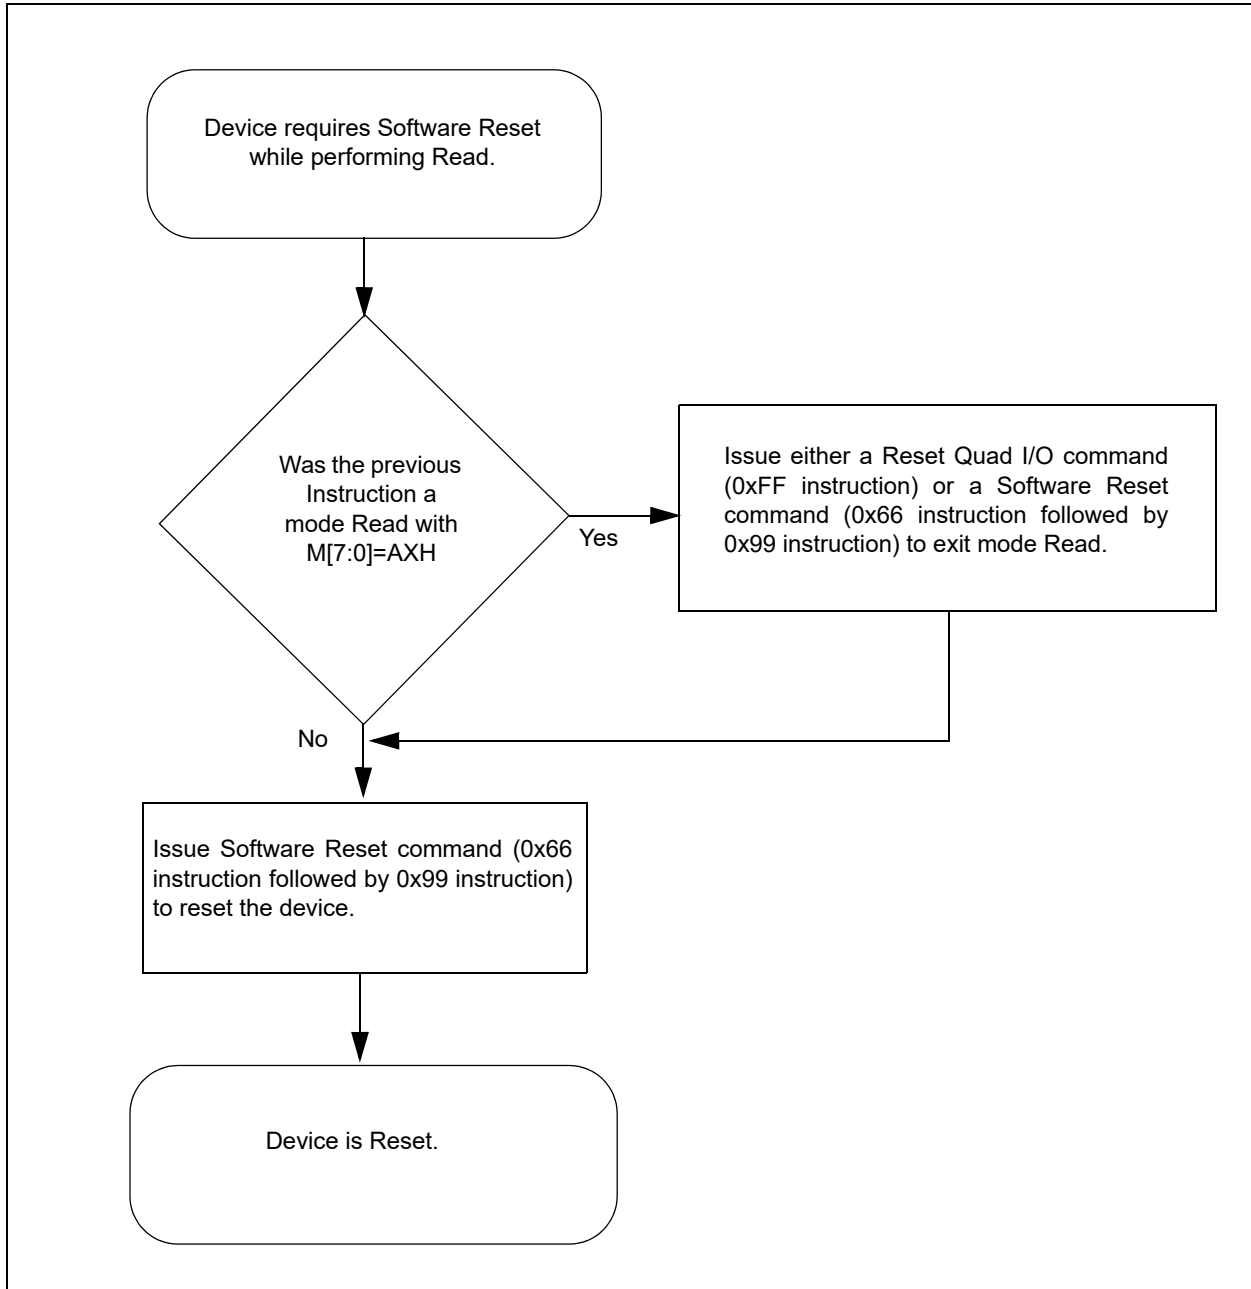 Device requires Software Reset
while performing Read.
Was the previous
Instruction a
mode Read with
M[7:0]=AXH
Yes
Issue either a Reset Quad I/O command
(0xFF instruction) or a Software Reset
command (0x66 instruction followed by
0x99 instruction) to exit mode Read.
No
Issue Software Reset command (0x66
instruction followed by 0x99 instruction)
to reset the device.
Device is Reset.